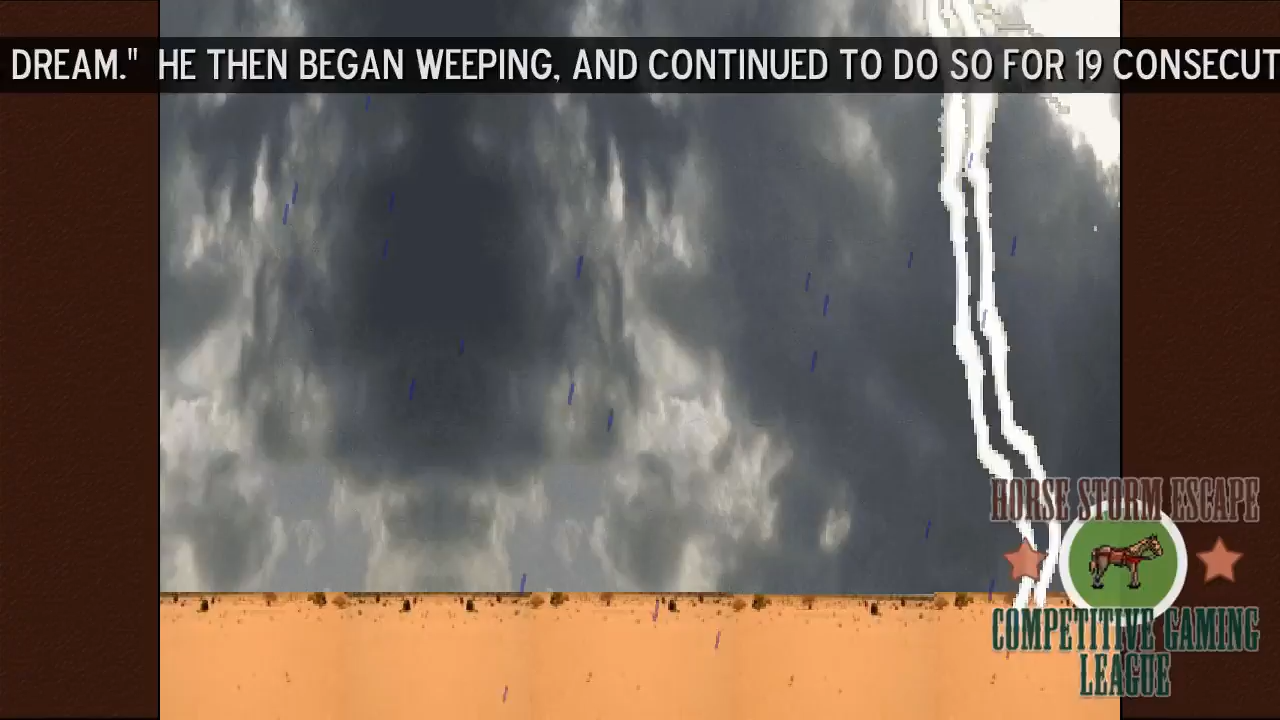 DREAM." HE THEN BEGAN WEEPING, AND CONTINUED TO DO SO FOR 19 CONSECUT
HORSE STORM ESCAPE
COMPETITIVE GAMING
LEAGUE